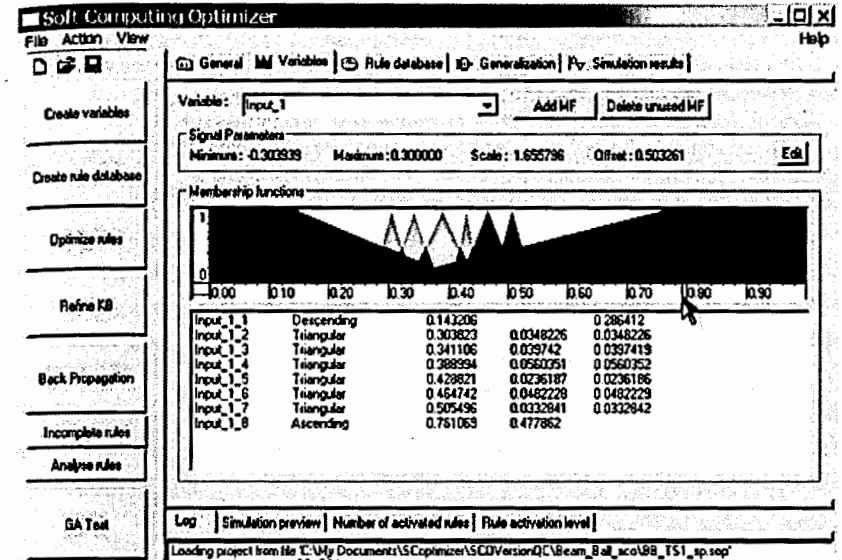 Soft Computing Optimizer
File Action View Help
General Variables Rule database Generalization Simulation results
Create variables
Create rule database
Optimize rules
Refine KB
Back Propagation
Incomplete rules
Analyse rules
GA Test
Variable: Input_1 Add MF Delete unused MF
Signal Parameters
Minimum: -0.303939 Maximum: 0.300000 Scale: 1.655796 Offset: 0.503261 Edit
Membership functions
1
0
0.00 0.10 0.20 0.30 0.40 0.50 0.60 0.70 0.80 0.90
Input_1_1 Descending 0.143206 0.286412
Input_1_2 Triangular 0.303823 0.0348226 0.0348226
Input_1_3 Triangular 0.341106 0.039742 0.0397419
Input_1_4 Triangular 0.388994 0.0560351 0.0560352
Input_1_5 Triangular 0.428821 0.0236187 0.0236186
Input_1_6 Triangular 0.464742 0.0482228 0.0482229
Input_1_7 Triangular 0.505496 0.0332841 0.0332842
Input_1_8 Ascending 0.761069 0.477862
Log Simulation preview Number of activated rules Rule activation level
Loading project from file 'C:\My Documents\SCoptimizer\SCOVersionQC\Beam_Ball_sco\BB_TS1_sp.sop'